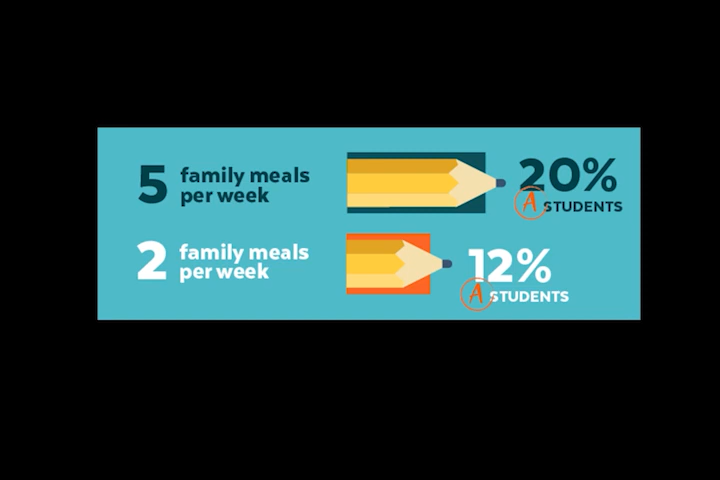 5 family meals
per week
20%
A STUDENTS
2 family meals
per week
12%
A STUDENTS